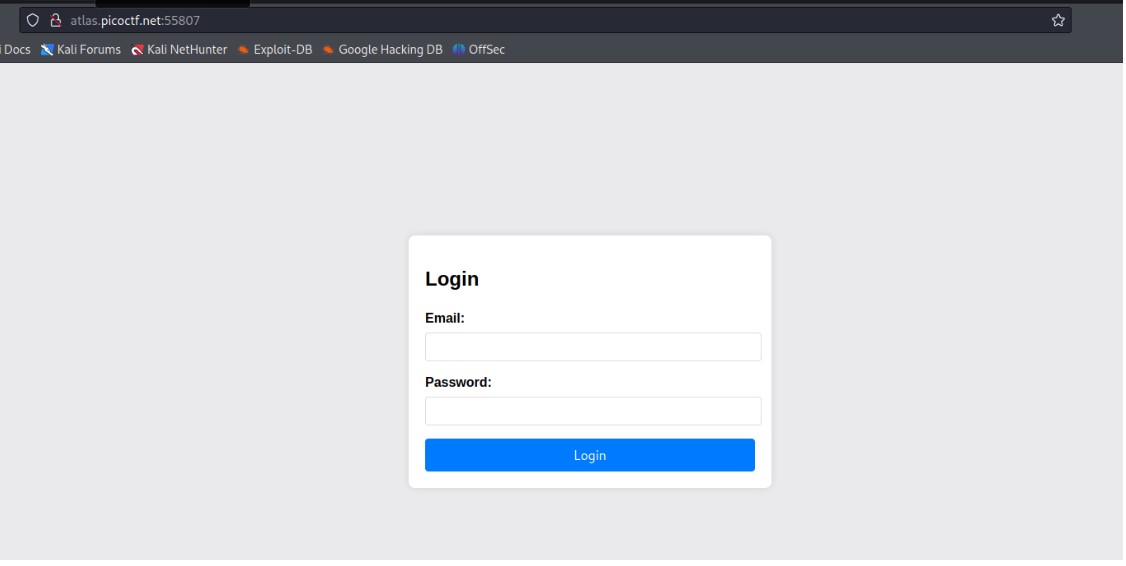 atlas.picoctf.net:55807
i Docs Kali Forums Kali NetHunter Exploit-DB Google Hacking DB OffSec
Login
Email:
Password:
Login